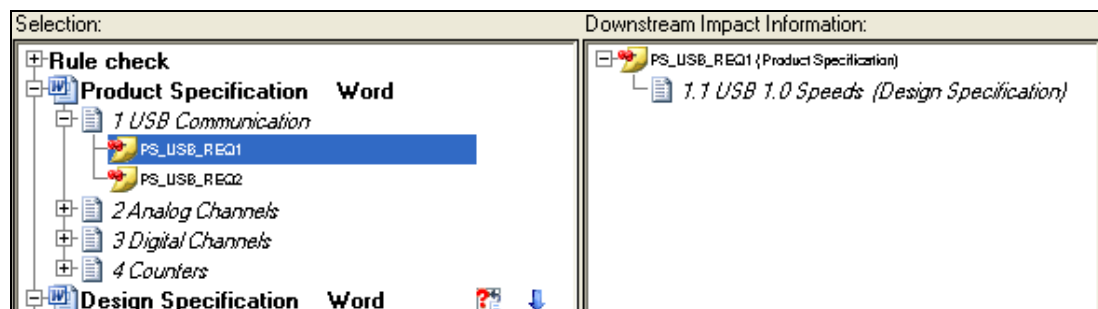 Selection:
Rule check
Product Specification Word
1 USB Communication
PS_USB_REQ1
PS_USB_REQ2
2 Analog Channels
3 Digital Channels
4 Counters
Design Specification Word
Downstream Impact Information:
PS_USB_REQ1 (Product Specification)
1.1 USB 1.0 Speeds (Design Specification)